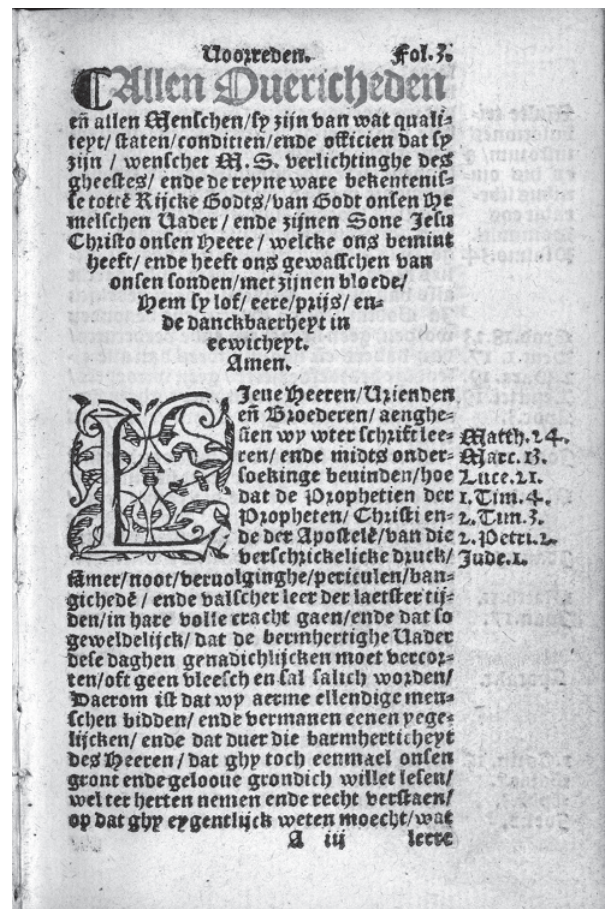 Voorreden. Fol.3.
Allen Ouericheden
eñ allen Menschen/sy zijn van wat quali-
teyt/ staten/conditien/ende officien dat sy
zijn / wenschet M.S. verlichtinghe des
gheestes/ ende de reyne ware bekentenis-
se tottē Rijcke Godts/van Godt onsen He
melschen Vader / ende zijnen Sone Jesu
Christo onsen Heere / welcke ons bemint
heeft/ ende heeft ons gewasschen van
onsen sonden/met zijnen bloede/
Hem sy lof/ eere/prijs/ en-
de danckbaerheyt in
eewicheyt.
Amen.
LIeue Heeren/Vrienden
eñ Broederen/ aenghe-
sien wy wter schrift lee-
ren/ ende midts onder-
soekinge beuinden/hoe
dat de Prophetien der
Propheten/ Christi en-
de der Apostelē/van die
verschrickelicke druck/
iamer/noot/veruolginghe/periculen/ban-
gichedē / ende valscher leer der laetster tij-
den/in hare volle cracht gaen/ende dat so
geweldelijck/ dat de bermhertighe Vader
dese daghen genadichlijcken moet vercor-
ten/oft geen vleesch en sal salich worden/
Daerom ist dat wy aerme ellendige men-
schen bidden/ ende vermanen eenen yege-
lijcken/ ende dat duer die barmherticheyt
des Heeren/ dat ghy toch eenmael onsen
gront ende geloove grondich willet lesen/
wel ter herten nemen ende recht verstaen/
op dat ghy eygentlijck weten moecht/wat
A iij leere
Matth.24.
Marc.13.
Luce.21.
1.Tim.4.
2.Tim.3.
2.Petri.2.
Jude.1.